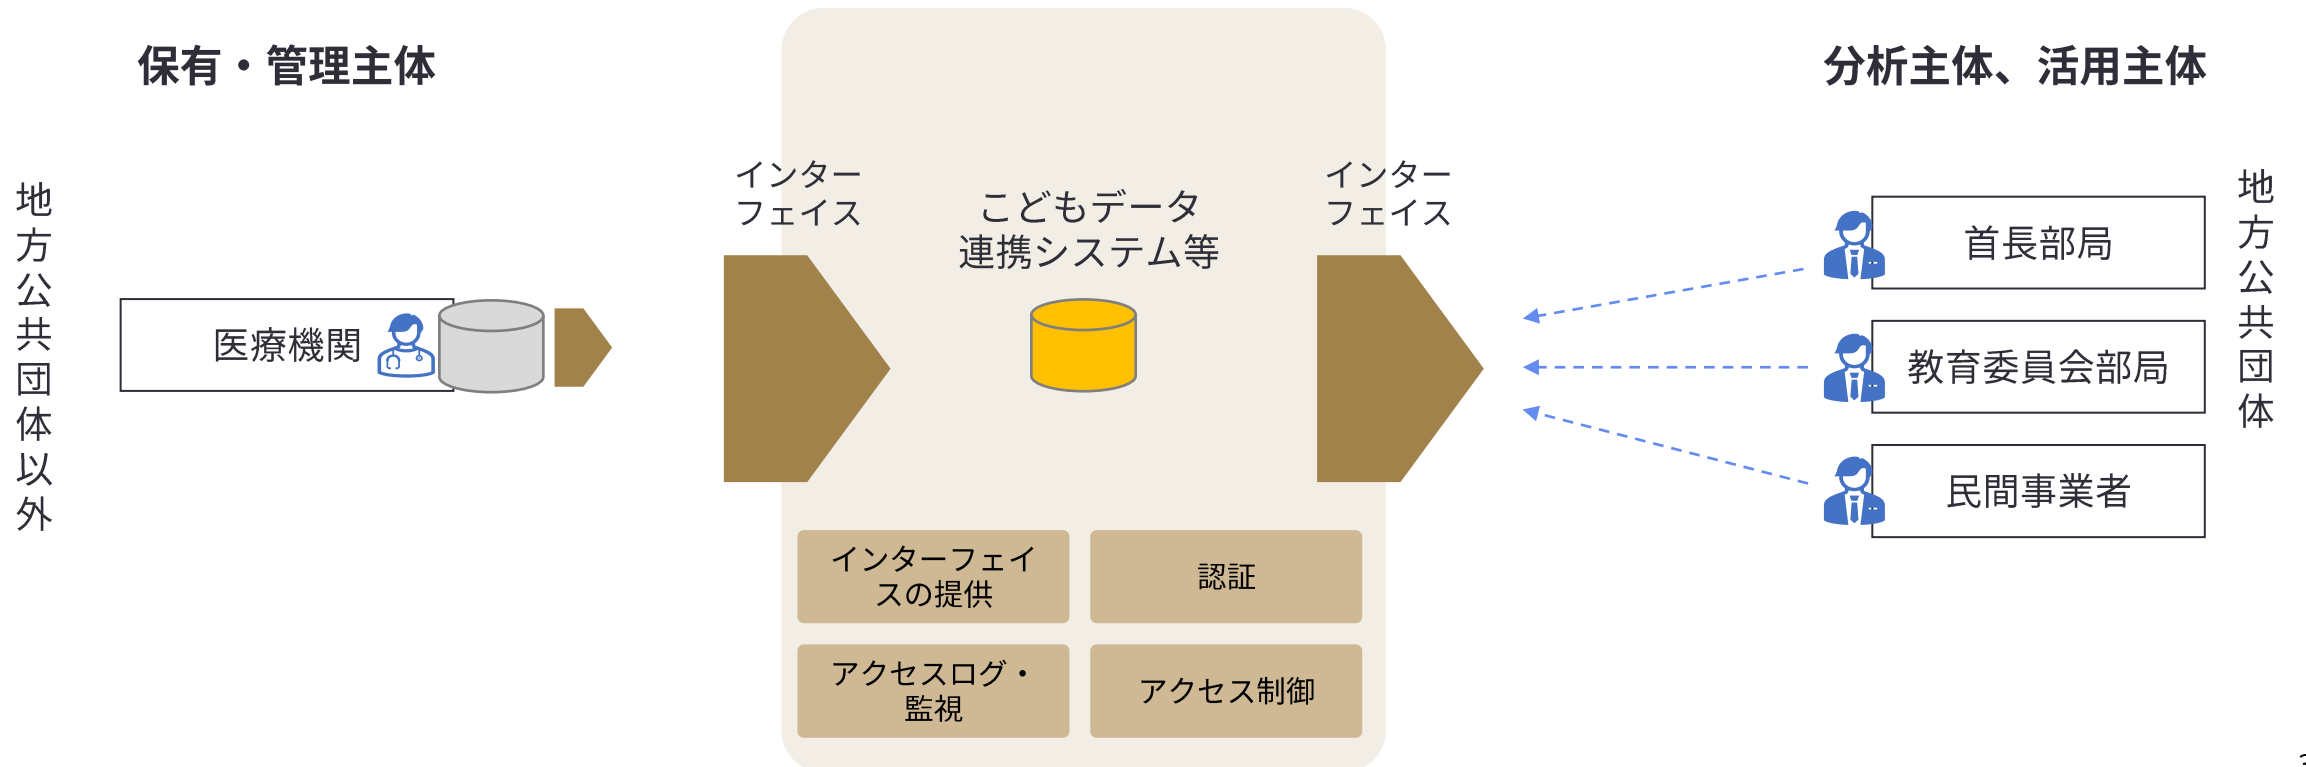 保有・管理主体
分析主体、活用主体
地方公共団体以外
医療機関
インター
フェイス
こどもデータ
連携システム等
インター
フェイス
首長部局
教育委員会部局
民間事業者
地方公共団体
インターフェイ
スの提供
認証
アクセスログ・
監視
アクセス制御